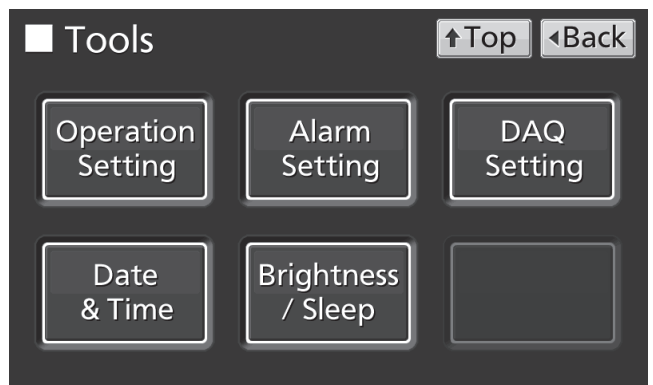 Tools
Top
Back
Operation
Setting
Alarm
Setting
DAQ
Setting
Date
& Time
Brightness
/ Sleep